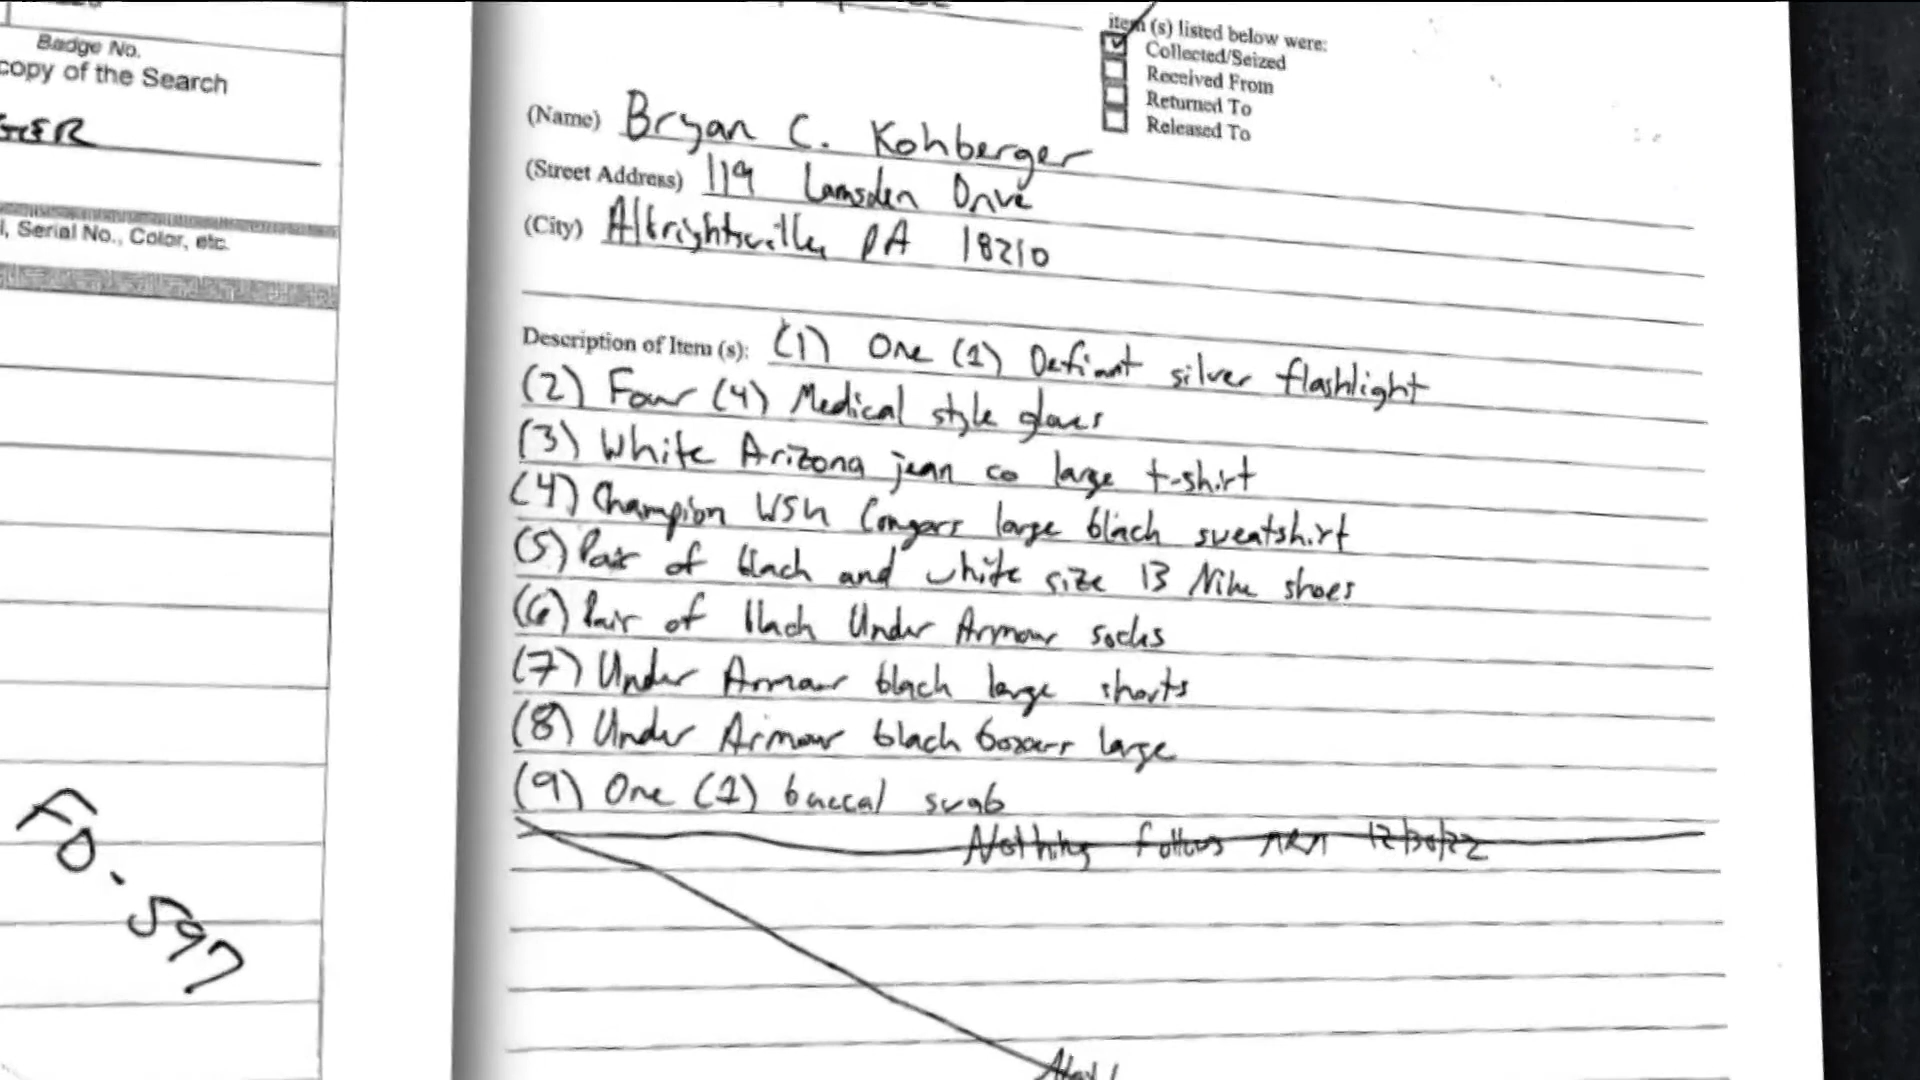 Badge No.
copy of the Search
GER
l, Serial No., Color, etc.
FD-597
item (s) listed below were:
Collected/Seized
Received From
Returned To
Released To
(Name) Bryan C. Kohberger
(Street Address) 119 Lamsden Drive
(City) Albrightsville, PA 18210
Description of Item (s): (1) One (1) Defiant silver flashlight
(2) Four (4) Medical style gloves
(3) White Arizona jean co large t-shirt
(4) Champion WSU Cougars large black sweatshirt
(5) Pair of black and white size 13 Nike shoes
(6) Pair of black Under Armour socks
(7) Under Armour black large shorts
(8) Under Armour black boxers large
(9) One (1) buccal swab
Nothing follows 12/30/22